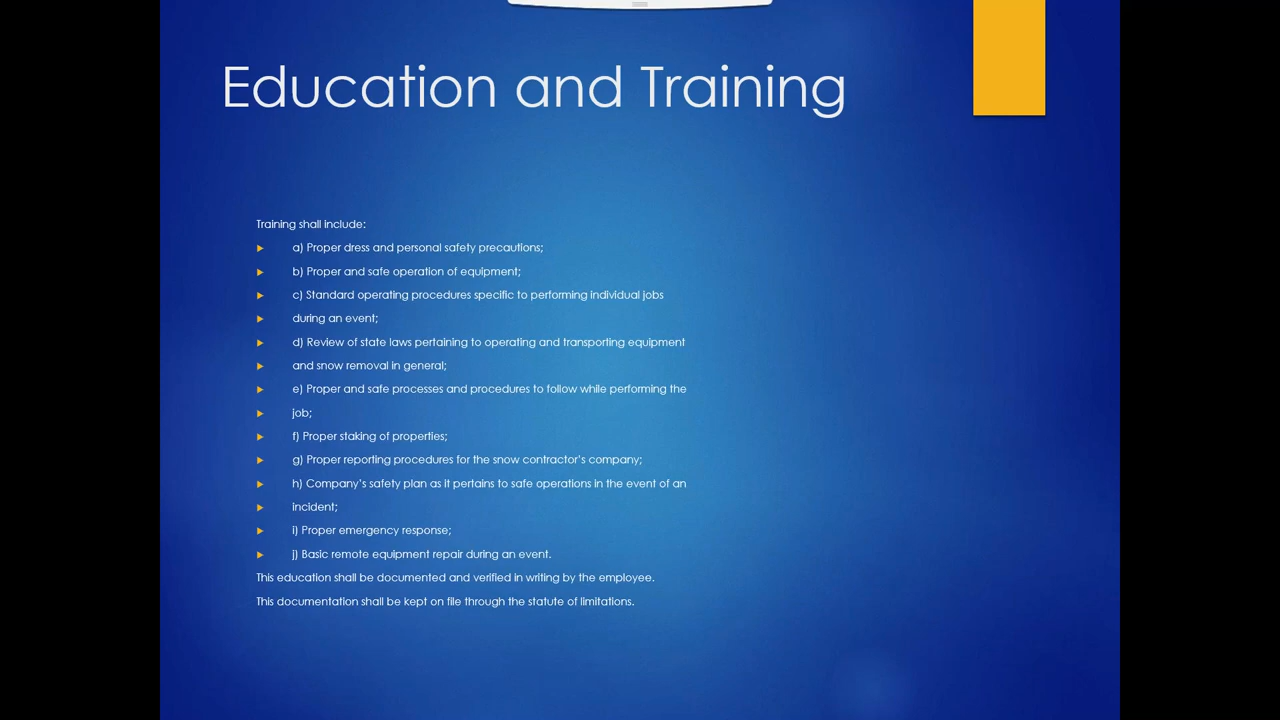 Education and Training
Training shall include:
a) Proper dress and personal safety precautions;
b) Proper and safe operation of equipment;
c) Standard operating procedures specific to performing individual jobs
during an event;
d) Review of state laws pertaining to operating and transporting equipment
and snow removal in general;
e) Proper and safe processes and procedures to follow while performing the
job;
f) Proper staking of properties;
g) Proper reporting procedures for the snow contractor's company;
h) Company's safety plan as it pertains to safe operations in the event of an
incident;
i) Proper emergency response;
j) Basic remote equipment repair during an event.
This education shall be documented and verified in writing by the employee.
This documentation shall be kept on file through the statute of limitations.